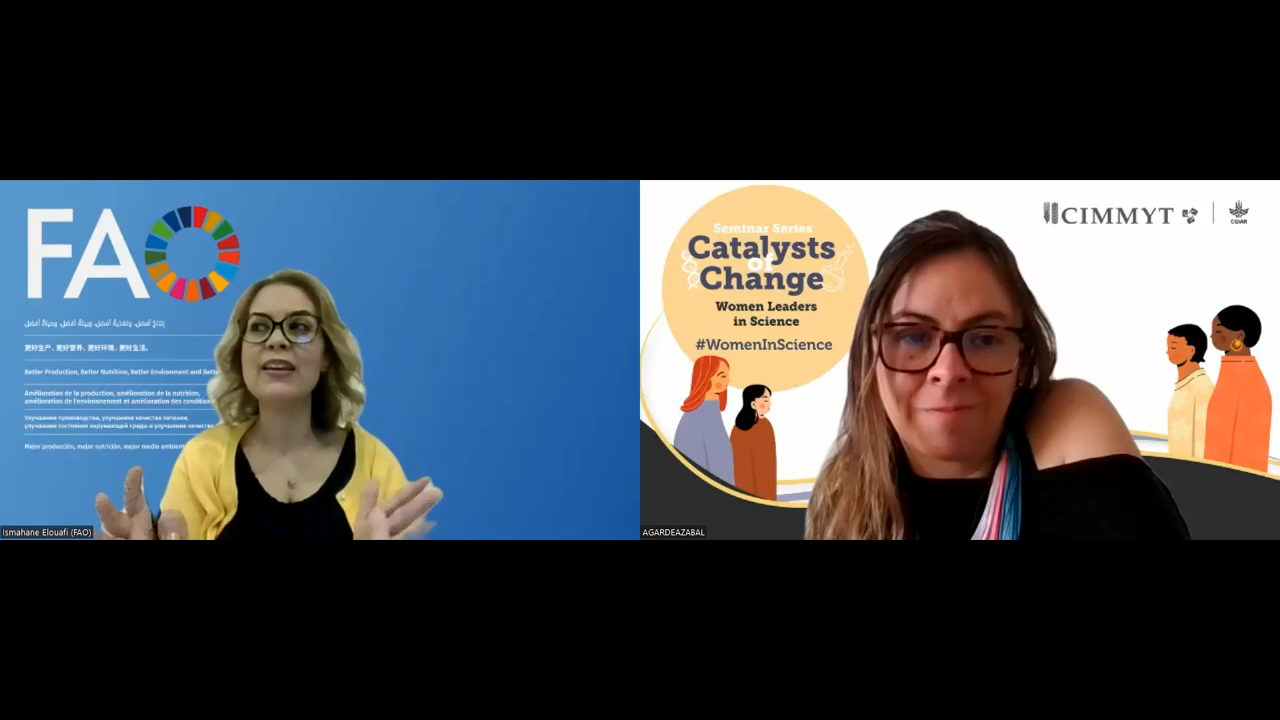 FAO
إنتاج أفضل، وتغذية أفضل، وبيئة أفضل، وحياة أفضل
更好生产、更好营养、更好环境、更好生活。
Better Production, Better Nutrition, Better Environment and Bett
Amélioration de la production, amélioration de la nutrition,
amélioration de l'environnement et amélioration des condition
Улучшение производства, улучшение качества питания,
улучшение состояния окружающей среды и улучшение качества
Mejor producción, mejor nutrición, mejor medio ambient
Ismahane Elouafi (FAO)
Seminar Series
Catalysts
of
Change
Women Leaders
in Science
#WomenInScience
CIMMYT
CGIAR
AGARDEAZABAL